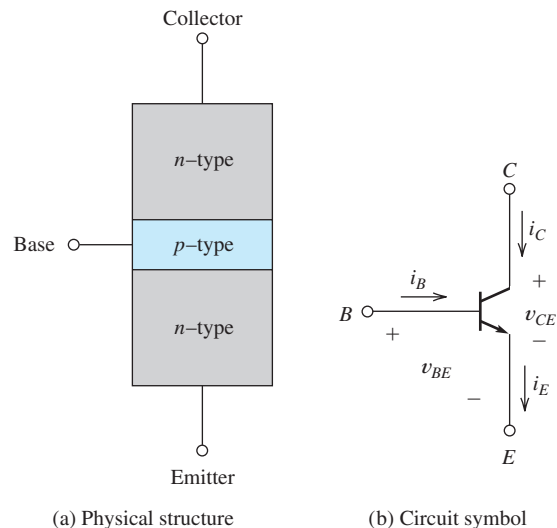 Collector
n–type
Base
p–type
n–type
Emitter
(a) Physical structure
C
i_C
i_B
+
B
+
v_CE
–
v_BE
–
i_E
E
(b) Circuit symbol